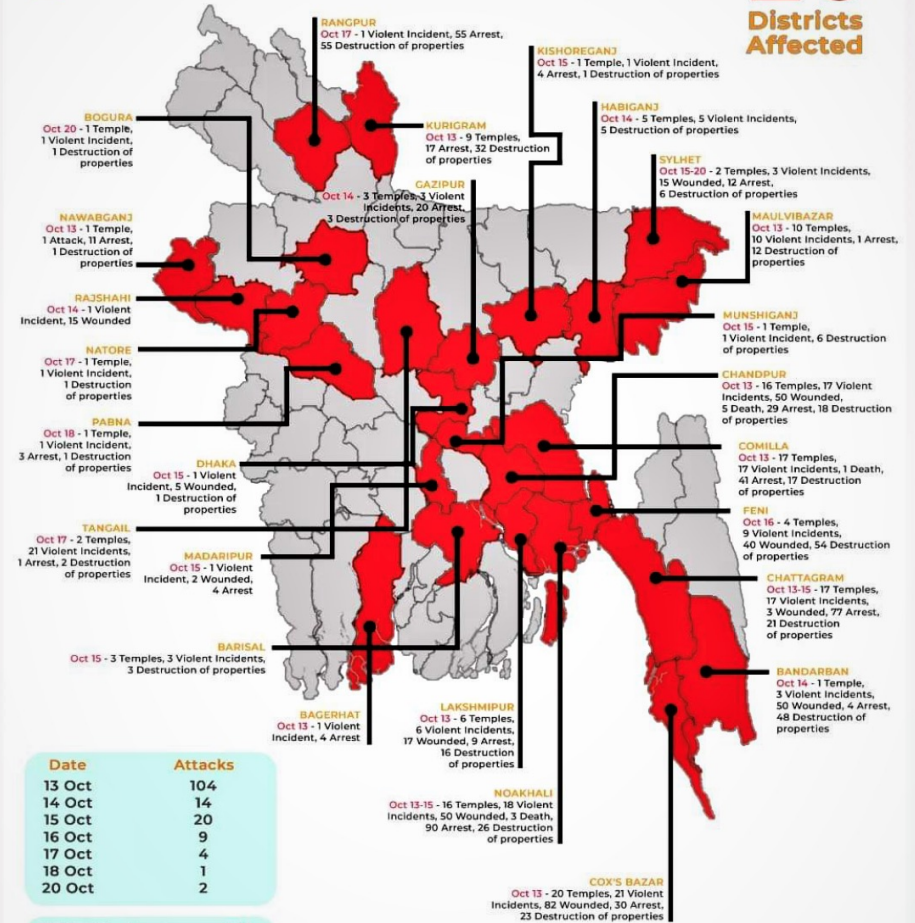 Districts
Affected
RANGPUR
Oct 17 - 1 Violent Incident, 55 Arrest,
55 Destruction of properties
KISHOREGANJ
Oct 15 - 1 Temple, 1 Violent Incident,
4 Arrest, 1 Destruction of properties
BOGURA
Oct 20 - 1 Temple,
1 Violent Incident,
1 Destruction of
properties
KURIGRAM
Oct 13 - 9 Temples,
17 Arrest, 32 Destruction
of properties
HABIGANJ
Oct 14 - 5 Temples, 5 Violent Incidents,
5 Destruction of properties
SYLHET
Oct 15-20 - 2 Temples, 3 Violent Incidents,
15 Wounded, 12 Arrest,
6 Destruction of properties
GAZIPUR
Oct 14 - 3 Temples, 3 Violent
Incidents, 20 Arrest,
3 Destruction of properties
NAWABGANJ
Oct 13 - 1 Temple,
1 Attack, 11 Arrest,
1 Destruction of
properties
MAULVIBAZAR
Oct 13 - 10 Temples,
10 Violent Incidents, 1 Arrest,
12 Destruction of
properties
RAJSHAHI
Oct 14 - 1 Violent
Incident, 15 Wounded
MUNSHIGANJ
Oct 15 - 1 Temple,
1 Violent Incident, 6 Destruction
of properties
NATORE
Oct 17 - 1 Temple,
1 Violent Incident,
1 Destruction
of properties
CHANDPUR
Oct 13 - 16 Temples, 17 Violent
Incidents, 50 Wounded,
5 Death, 29 Arrest, 18 Destruction
of properties
PABNA
Oct 18 - 1 Temple,
1 Violent Incident,
3 Arrest, 1 Destruction
of properties
COMILLA
Oct 13 - 17 Temples,
17 Violent Incidents, 1 Death,
41 Arrest, 17 Destruction
of properties
DHAKA
Oct 15 - 1 Violent
Incident, 5 Wounded,
1 Destruction of
properties
FENI
Oct 16 - 4 Temples,
9 Violent Incidents,
40 Wounded, 54 Destruction
of properties
TANGAIL
Oct 17 - 2 Temples,
21 Violent Incidents,
1 Arrest, 2 Destruction
of properties
MADARIPUR
Oct 15 - 1 Violent
Incident, 2 Wounded,
4 Arrest
CHATTAGRAM
Oct 13-15 - 17 Temples,
17 Violent Incidents,
3 Wounded, 77 Arrest,
21 Destruction
of properties
BARISAL
Oct 15 - 3 Temples, 3 Violent Incidents,
3 Destruction of properties
BANDARBAN
Oct 14 - 1 Temple,
3 Violent Incidents,
50 Wounded, 4 Arrest,
48 Destruction of
properties
BAGERHAT
Oct 13 - 1 Violent
Incident, 4 Arrest
LAKSHMIPUR
Oct 13 - 6 Temples,
6 Violent Incidents,
17 Wounded, 9 Arrest,
16 Destruction
of properties
NOAKHALI
Oct 13-15 - 16 Temples, 18 Violent
Incidents, 50 Wounded, 3 Death,
90 Arrest, 26 Destruction
of properties
COX'S BAZAR
Oct 13 - 20 Temples, 21 Violent
Incidents, 82 Wounded, 30 Arrest,
23 Destruction of properties
Date Attacks
13 Oct 104
14 Oct 14
15 Oct 20
16 Oct 9
17 Oct 4
18 Oct 1
20 Oct 2